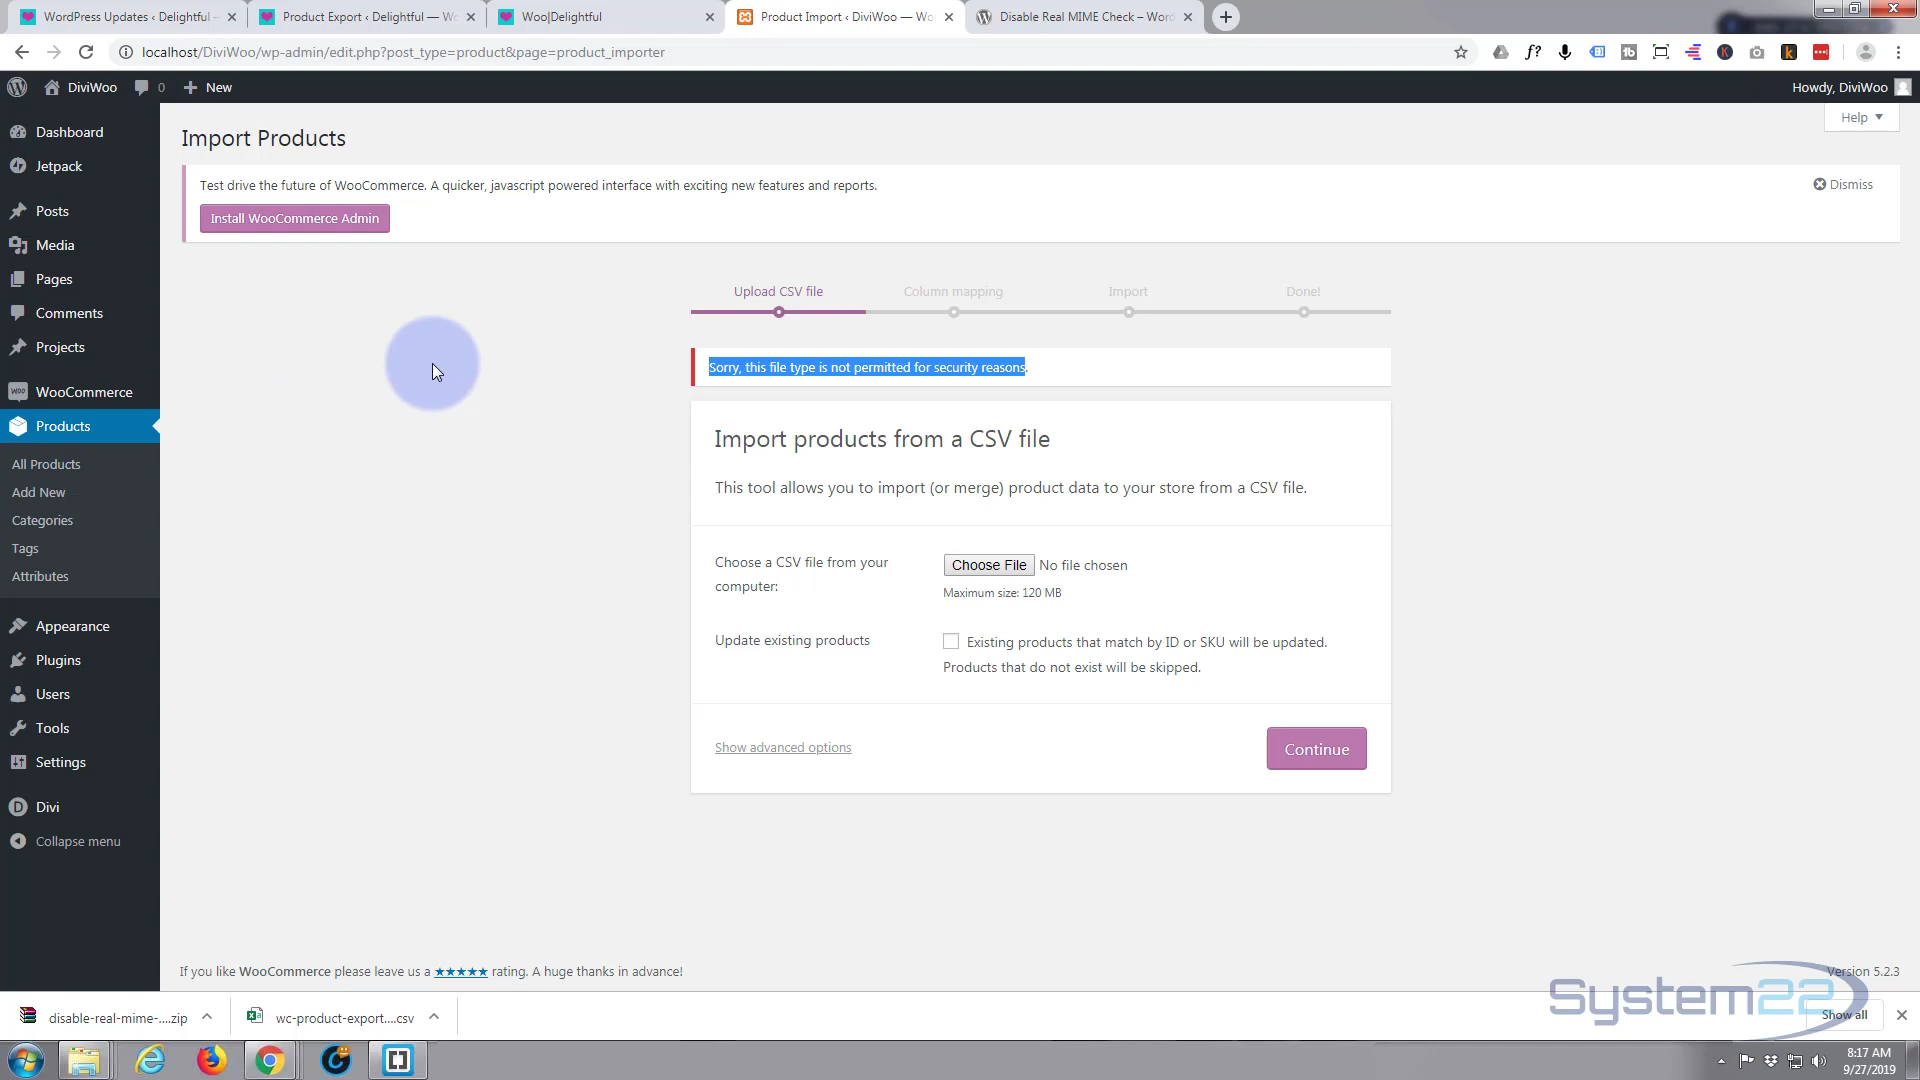 WordPress Updates ‹ Delightful –
Product Export ‹ Delightful — Wo
Woo|Delightful
Product Import ‹ DiviWoo — Wo
Disable Real MIME Check – Word
localhost/DiviWoo/wp-admin/edit.php?post_type=product&page=product_importer
DiviWoo
0
New
Howdy, DiviWoo
Help
Dashboard
Jetpack
Posts
Media
Pages
Comments
Projects
WooCommerce
Products
All Products
Add New
Categories
Tags
Attributes
Appearance
Plugins
Users
Tools
Settings
Divi
Collapse menu
Import Products
Test drive the future of WooCommerce. A quicker, javascript powered interface with exciting new features and reports.
Dismiss
Install WooCommerce Admin
Upload CSV file
Column mapping
Import
Done!
Sorry, this file type is not permitted for security reasons.
Import products from a CSV file
This tool allows you to import (or merge) product data to your store from a CSV file.
Choose a CSV file from your
computer:
Choose File No file chosen
Maximum size: 120 MB
Update existing products
Existing products that match by ID or SKU will be updated.
Products that do not exist will be skipped.
Show advanced options
Continue
If you like WooCommerce please leave us a ★★★★★ rating. A huge thanks in advance!
Version 5.2.3
System22
disable-real-mime-....zip
wc-product-export....csv
Show all
8:17 AM
9/27/2019